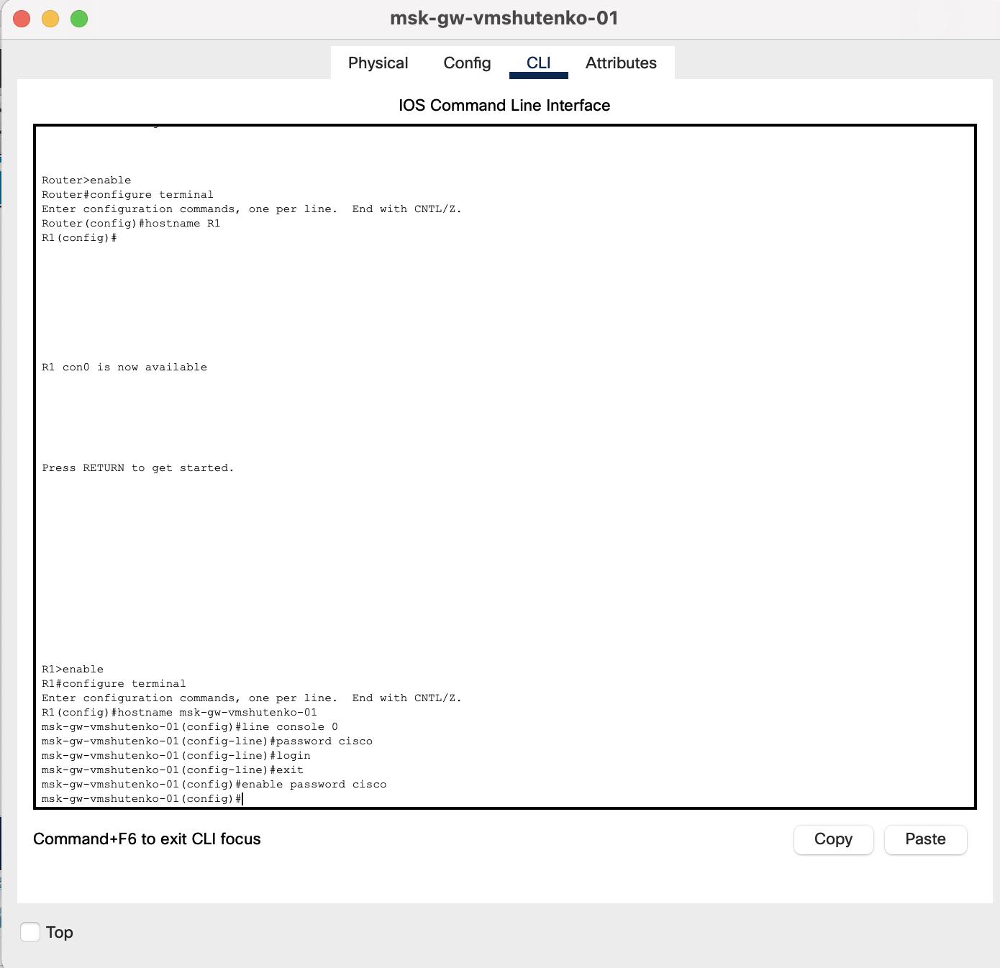 msk-gw-vmshutenko-01
Physical Config CLI Attributes
IOS Command Line Interface
Router>enable
Router#configure terminal
Enter configuration commands, one per line.  End with CNTL/Z.
Router(config)#hostname R1
R1(config)#
R1 con0 is now available
Press RETURN to get started.
R1>enable
R1#configure terminal
Enter configuration commands, one per line.  End with CNTL/Z.
R1(config)#hostname msk-gw-vmshutenko-01
msk-gw-vmshutenko-01(config)#line console 0
msk-gw-vmshutenko-01(config-line)#password cisco
msk-gw-vmshutenko-01(config-line)#login
msk-gw-vmshutenko-01(config-line)#exit
msk-gw-vmshutenko-01(config)#enable password cisco
msk-gw-vmshutenko-01(config)#
Command+F6 to exit CLI focus
Copy Paste
Top